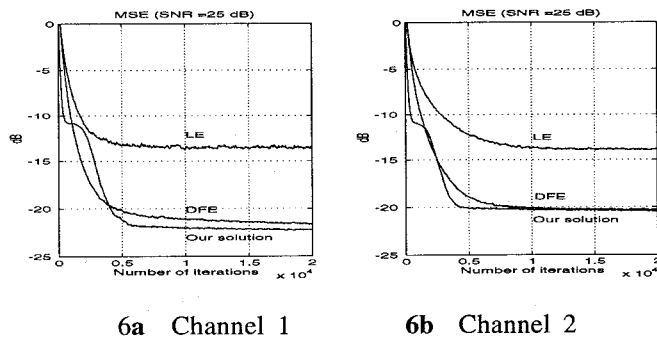 MSE (SNR =25 dB)
0
-5
-10
-15
-20
-25
dB
LE
DFE
Our solution
0
0.5
1
1.5
2
Number of iterations
x 10^4
6a Channel 1
MSE (SNR =25 dB)
0
-5
-10
-15
-20
-25
dB
LE
DFE
Our solution
0
0.5
1
1.5
2
Number of iterations
x 10^4
6b Channel 2